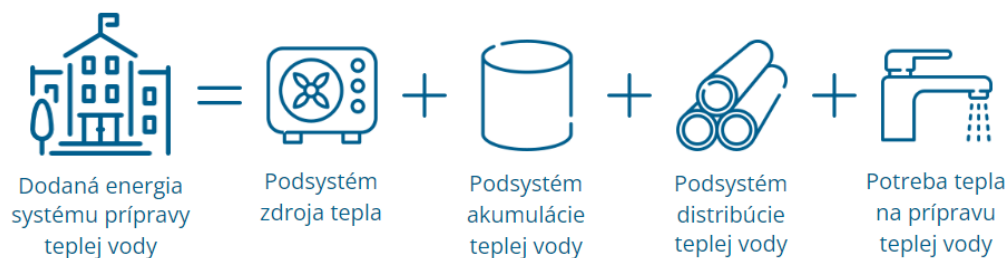 =
+
+
+
Dodaná energia
systému prípravy
teplej vody
Podsystém
zdroja tepla
Podsystém
akumulácie
teplej vody
Podsystém
distribúcie
teplej vody
Potreba tepla
na prípravu
teplej vody